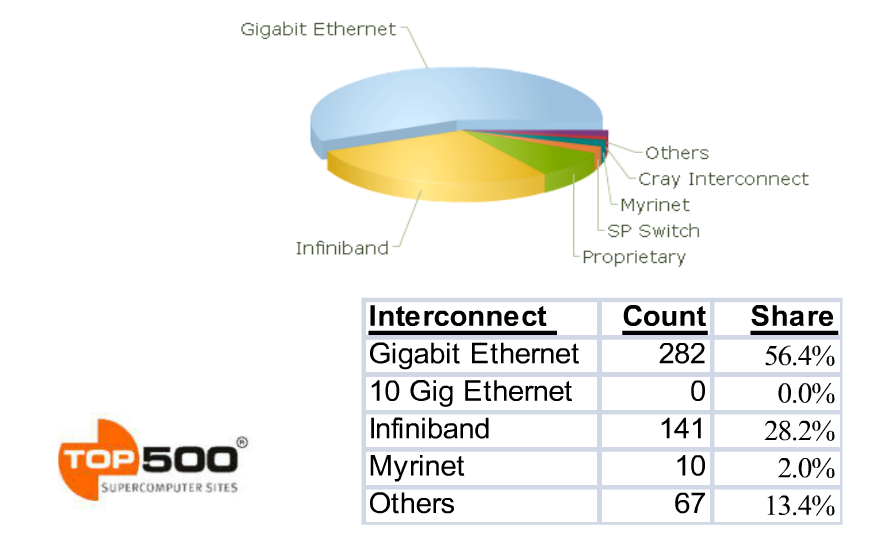 Gigabit Ethernet
Others
Cray Interconnect
Myrinet
SP Switch
Infiniband
Proprietary
Interconnect Count Share
Gigabit Ethernet 282 56.4%
10 Gig Ethernet 0 0.0%
Infiniband 141 28.2%
Myrinet 10 2.0%
Others 67 13.4%
TOP500®
SUPERCOMPUTER SITES